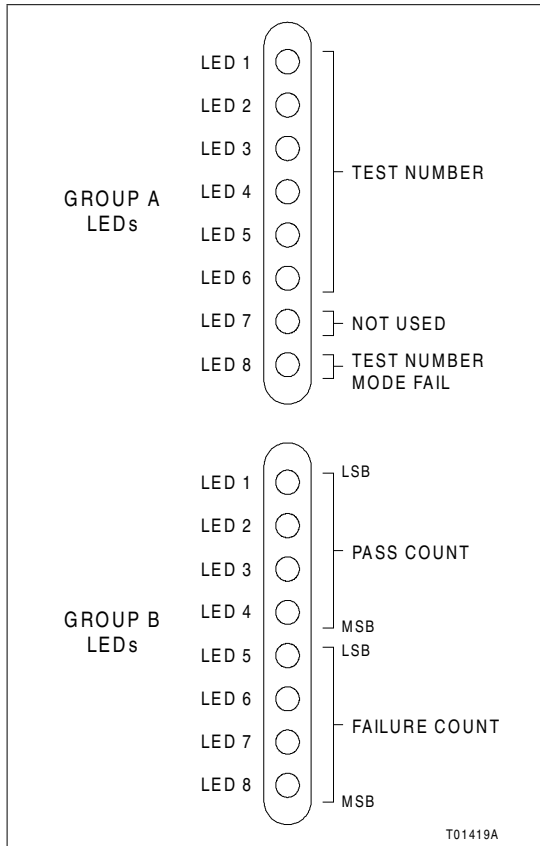 LED 1
LED 2
LED 3
LED 4
LED 5
LED 6
LED 7
LED 8
GROUP A
LEDs
TEST NUMBER
NOT USED
TEST NUMBER
MODE FAIL
LED 1
LED 2
LED 3
LED 4
LED 5
LED 6
LED 7
LED 8
GROUP B
LEDs
LSB
PASS COUNT
MSB
LSB
FAILURE COUNT
MSB
T01419A